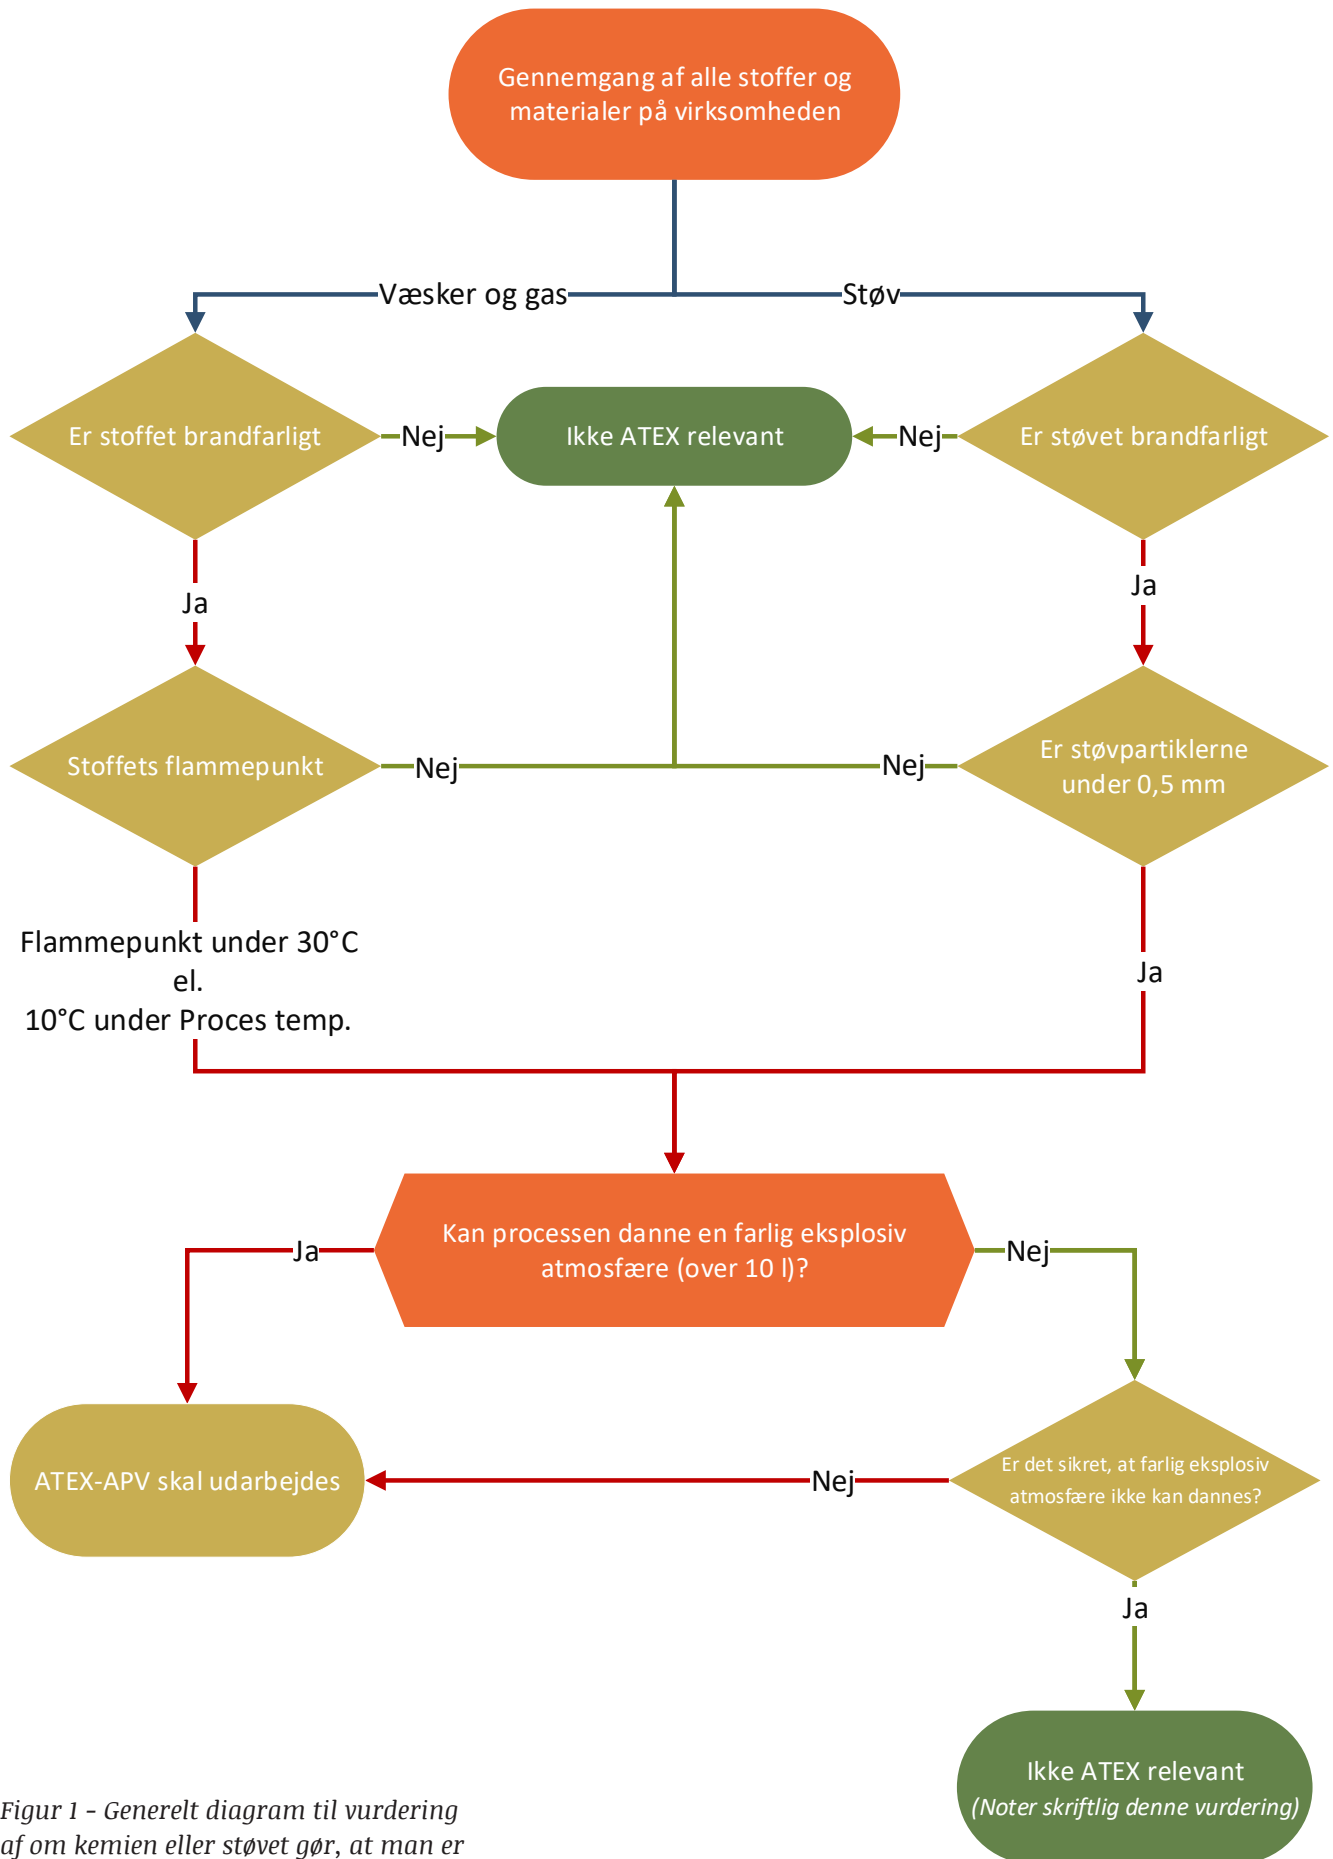 Gennemgang af alle stoffer og
materialer på virksomheden
Væsker og gas
Støv
Er stoffet brandfarligt
Nej
Ikke ATEX relevant
Nej
Er støvet brandfarligt
Ja
Ja
Stoffets flammepunkt
Nej
Nej
Er støvpartiklerne
under 0,5 mm
Flammepunkt under 30°C
el.
10°C under Proces temp.
Ja
Kan processen danne en farlig eksplosiv
atmosfære (over 10 l)?
Ja
Nej
ATEX-APV skal udarbejdes
Nej
Er det sikret, at farlig eksplosiv
atmosfære ikke kan dannes?
Ja
Ikke ATEX relevant
(Noter skriftlig denne vurdering)
Figur 1 - Generelt diagram til vurdering
af om kemien eller støvet gør, at man er